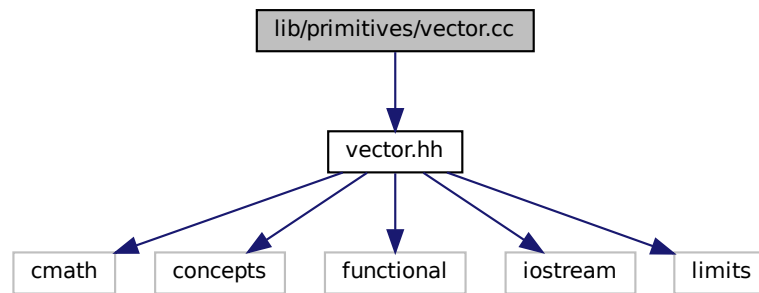 lib/primitives/vector.cc
vector.hh
cmath
concepts
functional
iostream
limits